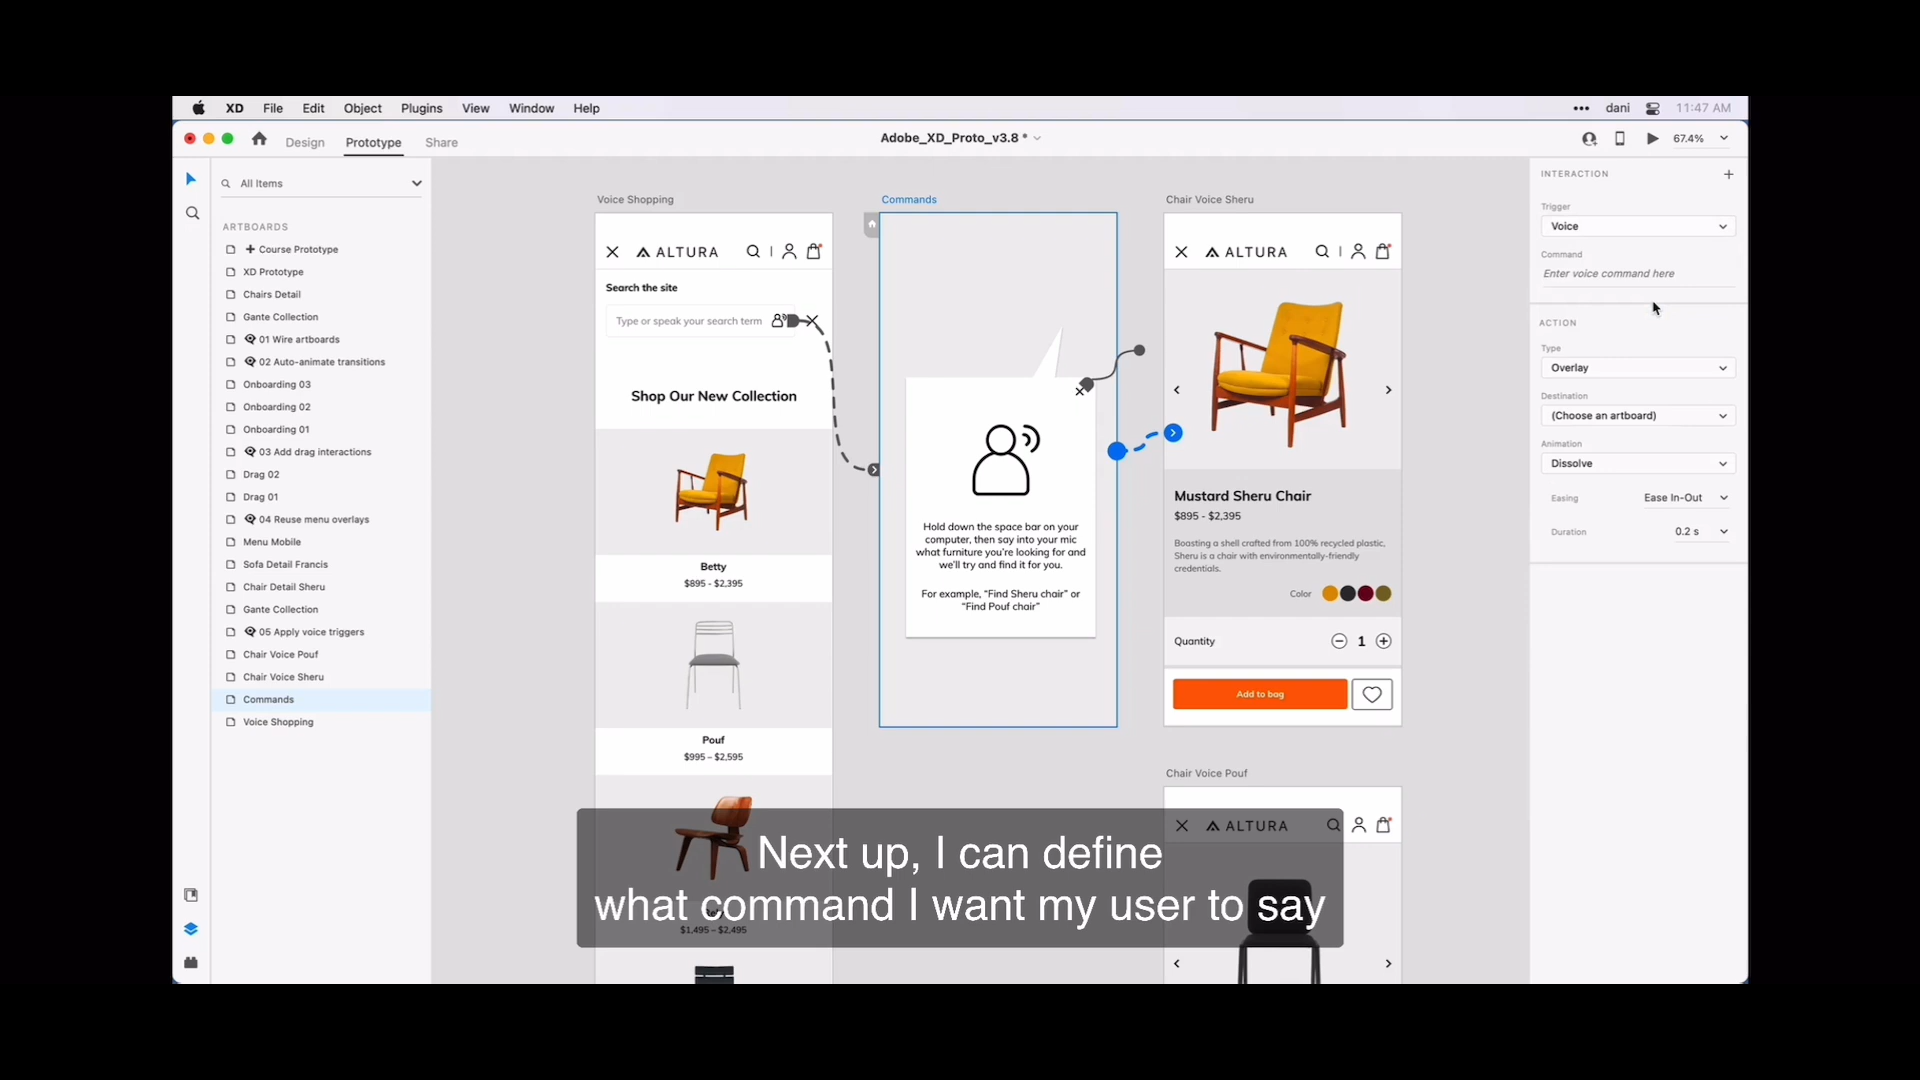 XD File Edit Object Plugins View Window Help
••• dani 11:47 AM
Design Prototype Share
Adobe_XD_Proto_v3.8 *
67.4%
All Items
ARTBOARDS
+ Course Prototype
XD Prototype
Chairs Detail
Gante Collection
01 Wire artboards
02 Auto-animate transitions
Onboarding 03
Onboarding 02
Onboarding 01
03 Add drag interactions
Drag 02
Drag 01
04 Reuse menu overlays
Menu Mobile
Sofa Detail Francis
Chair Detail Sheru
Gante Collection
05 Apply voice triggers
Chair Voice Pouf
Chair Voice Sheru
Commands
Voice Shopping
Voice Shopping
ALTURA
Search the site
Type or speak your search term
Shop Our New Collection
Betty
$895 - $2,395
Pouf
$995 – $2,595
$1,495 – $2,495
Commands
Hold down the space bar on your
computer, then say into your mic
what furniture you're looking for and
we'll try and find it for you.
For example, “Find Sheru chair” or
“Find Pouf chair”
Chair Voice Sheru
ALTURA
Mustard Sheru Chair
$895 - $2,395
Boasting a shell crafted from 100% recycled plastic,
Sheru is a chair with environmentally-friendly
credentials.
Color
Quantity
1
Add to bag
Chair Voice Pouf
ALTURA
INTERACTION
Trigger
Voice
Command
Enter voice command here
ACTION
Type
Overlay
Destination
(Choose an artboard)
Animation
Dissolve
Easing Ease In-Out
Duration 0.2 s
Next up, I can define
what command I want my user to say